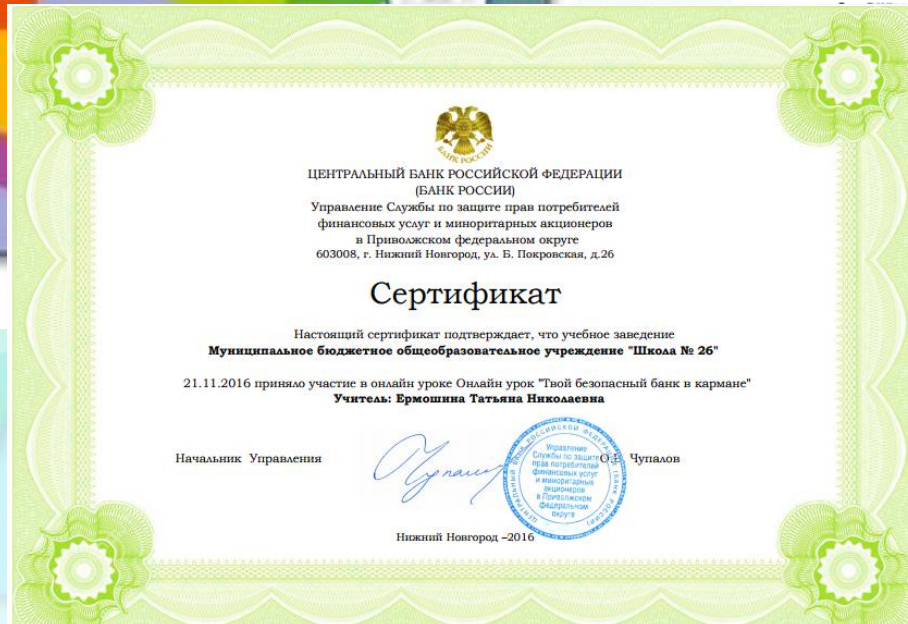 БАНК РОССИИ
ЦЕНТРАЛЬНЫЙ БАНК РОССИЙСКОЙ ФЕДЕРАЦИИ
(БАНК РОССИИ)
Управление Службы по защите прав потребителей
финансовых услуг и миноритарных акционеров
в Приволжском федеральном округе
603008, г. Нижний Новгород, ул. Б. Покровская, д.26
Сертификат
Настоящий сертификат подтверждает, что учебное заведение
Муниципальное бюджетное общеобразовательное учреждение "Школа № 26"
21.11.2016 приняло участие в онлайн уроке Онлайн урок "Твой безопасный банк в кармане"
Учитель: Ермошина Татьяна Николаевна
Начальник Управления
Чупалов
Управление
Службы по защите
прав потребителей
финансовых услуг
и миноритарных
акционеров
в Приволжском
федеральном
округе
Нижний Новгород –2016